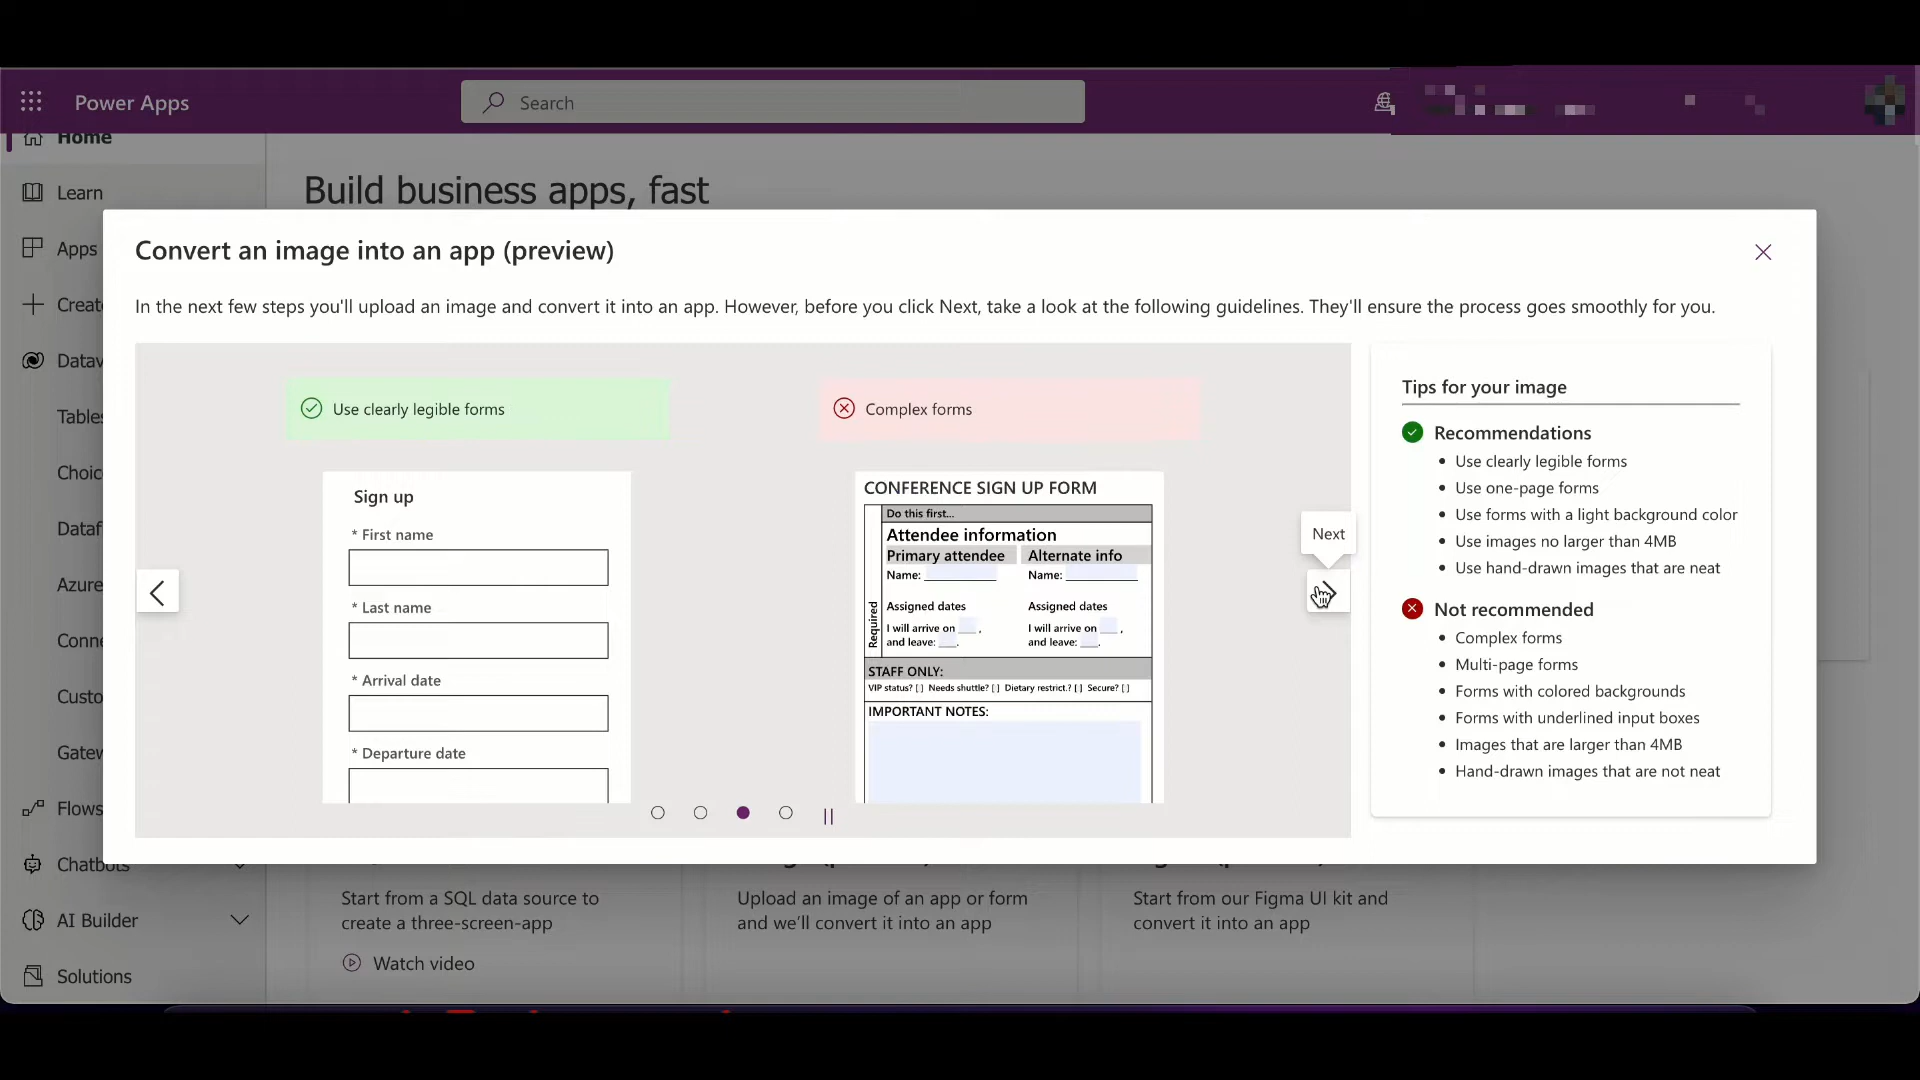 Power Apps
Search
Home
Learn
Apps
Create
Datav
Tables
Choic
Dataf
Azure
Conne
Custo
Gatew
Flows
Chatbots
AI Builder
Solutions
Build business apps, fast
Convert an image into an app (preview)
In the next few steps you'll upload an image and convert it into an app. However, before you click Next, take a look at the following guidelines. They'll ensure the process goes smoothly for you.
Use clearly legible forms
Sign up
* First name
* Last name
* Arrival date
* Departure date
Complex forms
CONFERENCE SIGN UP FORM
Do this first...
Attendee information
Primary attendee Alternate info
Name: Name:
Required
Assigned dates Assigned dates
I will arrive on , I will arrive on ,
and leave: . and leave: .
STAFF ONLY:
VIP status? [ ] Needs shuttle? [ ] Dietary restrict.? [ ] Secure? [ ]
IMPORTANT NOTES:
Next
Tips for your image
Recommendations
• Use clearly legible forms
• Use one-page forms
• Use forms with a light background color
• Use images no larger than 4MB
• Use hand-drawn images that are neat
Not recommended
• Complex forms
• Multi-page forms
• Forms with colored backgrounds
• Forms with underlined input boxes
• Images that are larger than 4MB
• Hand-drawn images that are not neat
Start from a SQL data source to
create a three-screen-app
Watch video
Upload an image of an app or form
and we'll convert it into an app
Start from our Figma UI kit and
convert it into an app